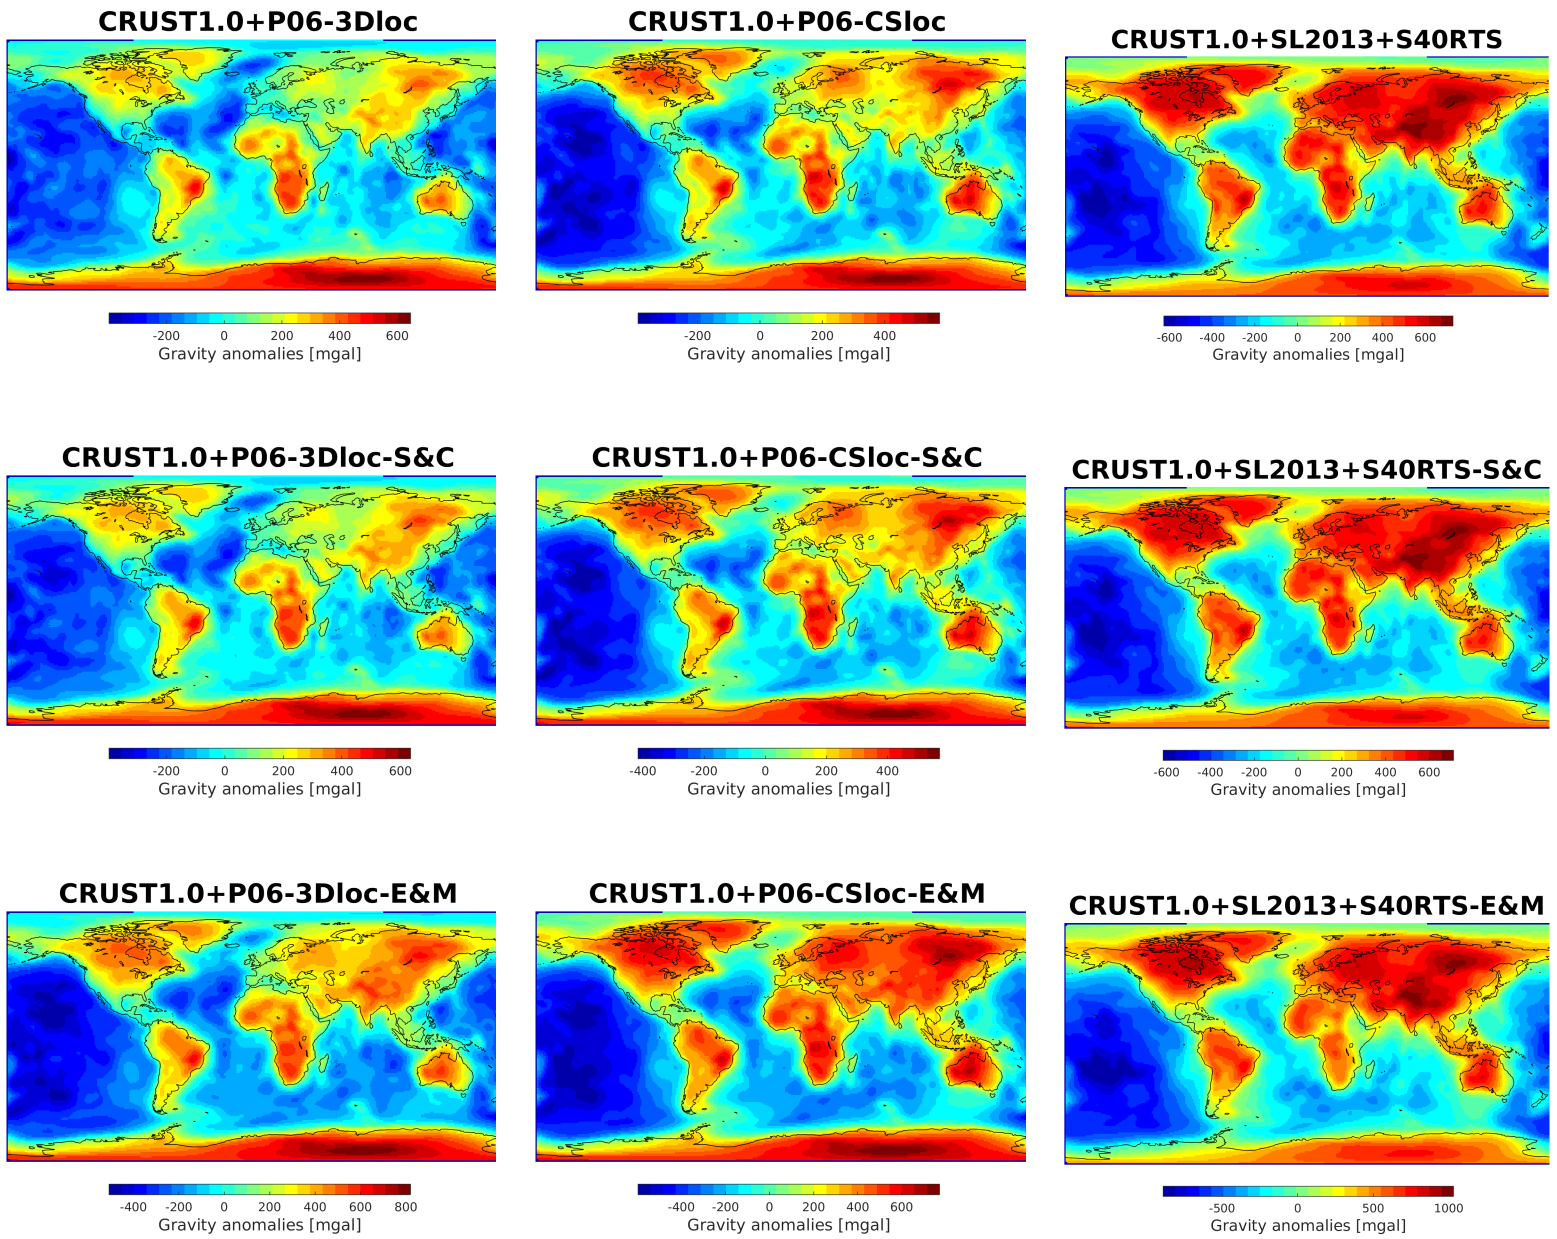 CRUST1.0+P06-3Dloc
CRUST1.0+P06-CSloc
CRUST1.0+SL2013+S40RTS
-200 0 200 400 600
Gravity anomalies [mgal]
-200 0 200 400
Gravity anomalies [mgal]
-600 -400 -200 0 200 400 600
Gravity anomalies [mgal]
CRUST1.0+P06-3Dloc-S&C
CRUST1.0+P06-CSloc-S&C
CRUST1.0+SL2013+S40RTS-S&C
-200 0 200 400 600
Gravity anomalies [mgal]
-400 -200 0 200 400
Gravity anomalies [mgal]
-600 -400 -200 0 200 400 600
Gravity anomalies [mgal]
CRUST1.0+P06-3Dloc-E&M
CRUST1.0+P06-CSloc-E&M
CRUST1.0+SL2013+S40RTS-E&M
-400 -200 0 200 400 600 800
Gravity anomalies [mgal]
-400 -200 0 200 400 600
Gravity anomalies [mgal]
-500 0 500 1000
Gravity anomalies [mgal]